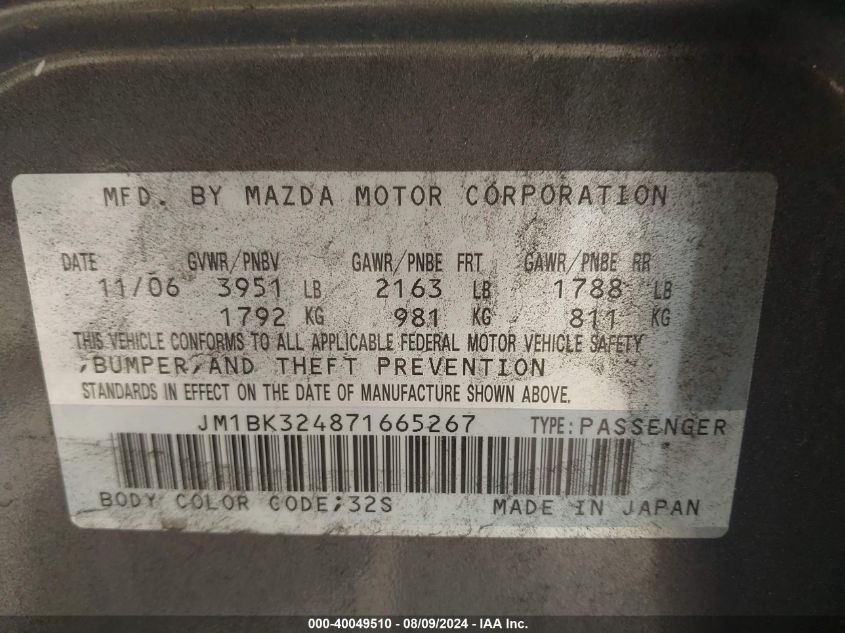 MFD. BY MAZDA MOTOR CORPORATION
DATE GVWR/PNBV GAWR/PNBE FRT GAWR/PNBE RR
11/06 3951 LB 2163 LB 1788 LB
1792 KG 981 KG 811 KG
THIS VEHICLE CONFORMS TO ALL APPLICABLE FEDERAL MOTOR VEHICLE SAFETY
,BUMPER,AND THEFT PREVENTION
STANDARDS IN EFFECT ON THE DATE OF MANUFACTURE SHOWN ABOVE.
JM1BK324871665267 TYPE:PASSENGER
BODY COLOR CODE;32S MADE IN JAPAN
000-40049510 - 08/09/2024 - IAA Inc.